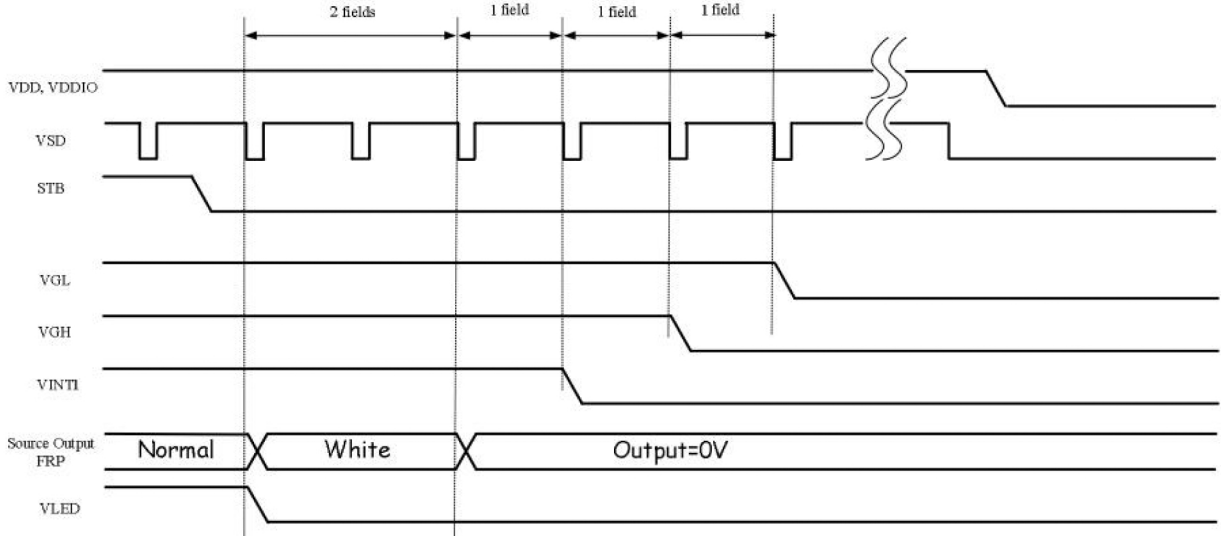 2 fields
1 field
1 field
1 field
VDD, VDDIO
VSD
STB
VGL
VGH
VINT1
Source Output
FRP
Normal
White
Output=0V
VLED